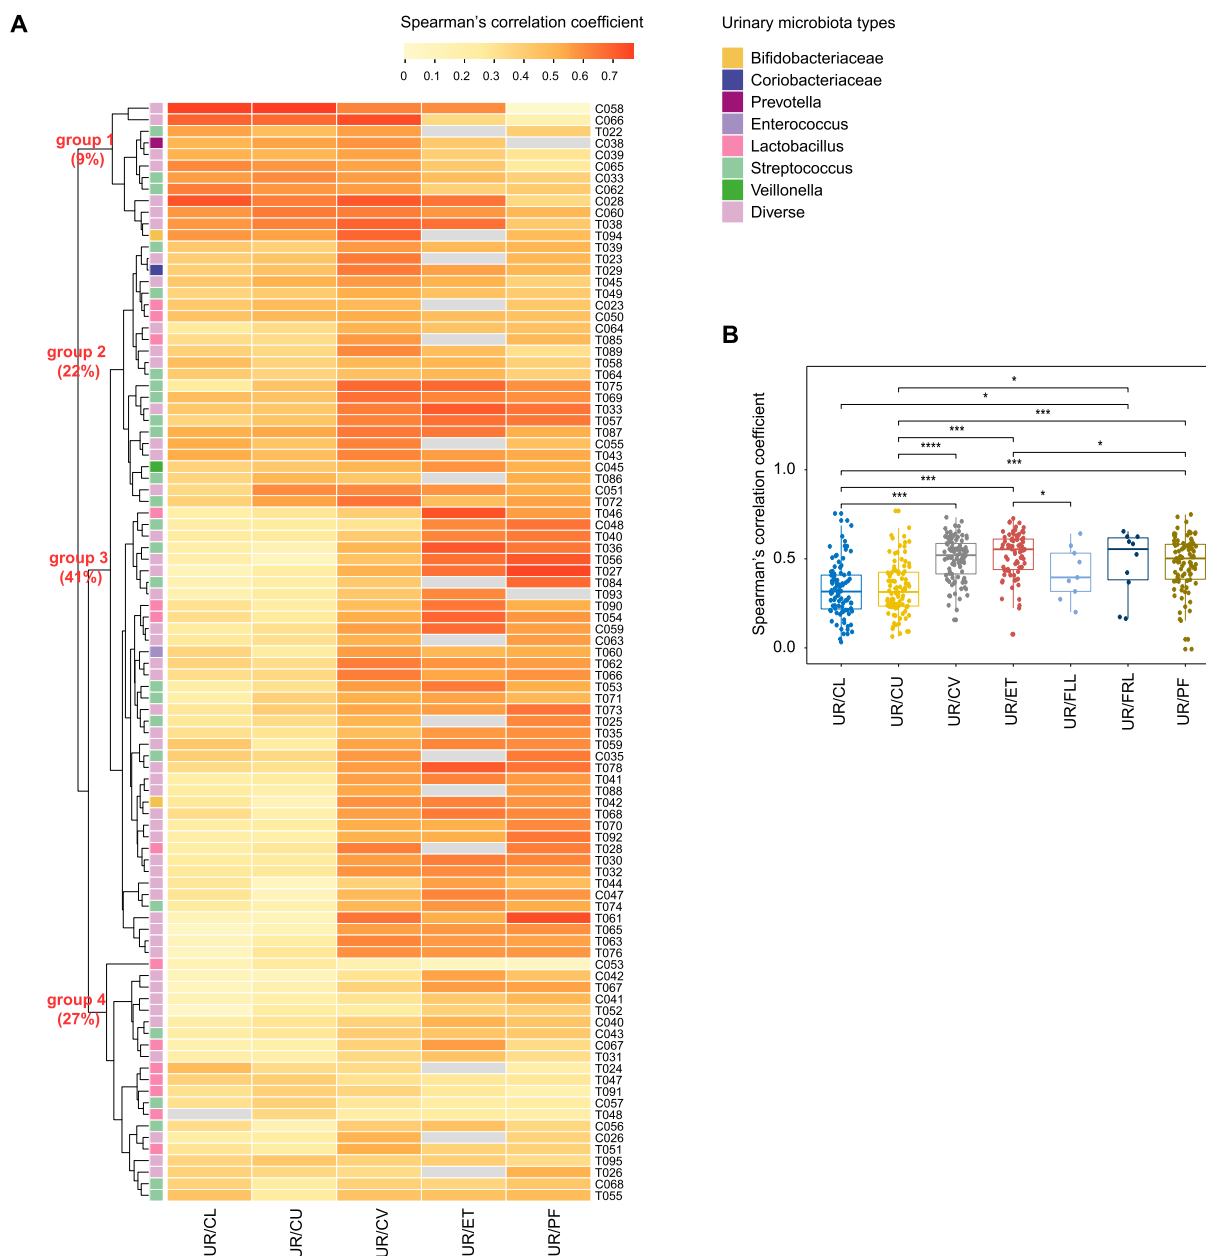 A
Spearman's correlation coefficient
0 0.1 0.2 0.3 0.4 0.5 0.6 0.7
group 1
(9%)
group 2
(22%)
group 3
(41%)
group 4
(27%)
C058
C066
T022
C038
C039
C065
C033
C062
C028
C060
T038
T094
T039
T023
T029
T045
T049
C023
C050
C064
T085
T089
T058
T064
T075
T069
T033
T057
T087
C055
T043
C045
T086
C051
T072
T046
C048
T040
T036
T056
T027
T084
T093
T090
T054
C059
C063
T060
T062
T066
T053
T071
T073
T025
T035
T059
C035
T078
T041
T088
T042
T068
T070
T092
T028
T030
T032
T044
C047
T074
T061
T065
T063
T076
C053
C042
T067
C041
T052
C040
C043
C067
T031
T024
T047
T091
C057
T048
C056
C026
T051
T095
T026
C068
T055
UR/CL
UR/CU
UR/CV
UR/ET
UR/PF
Urinary microbiota types
Bifidobacteriaceae
Coriobacteriaceae
Prevotella
Enterococcus
Lactobacillus
Streptococcus
Veillonella
Diverse
B
Spearman's correlation coefficient
1.0
0.5
0.0
*
*
***
***
****
*
***
***
*
***
UR/CL
UR/CU
UR/CV
UR/ET
UR/FLL
UR/FRL
UR/PF